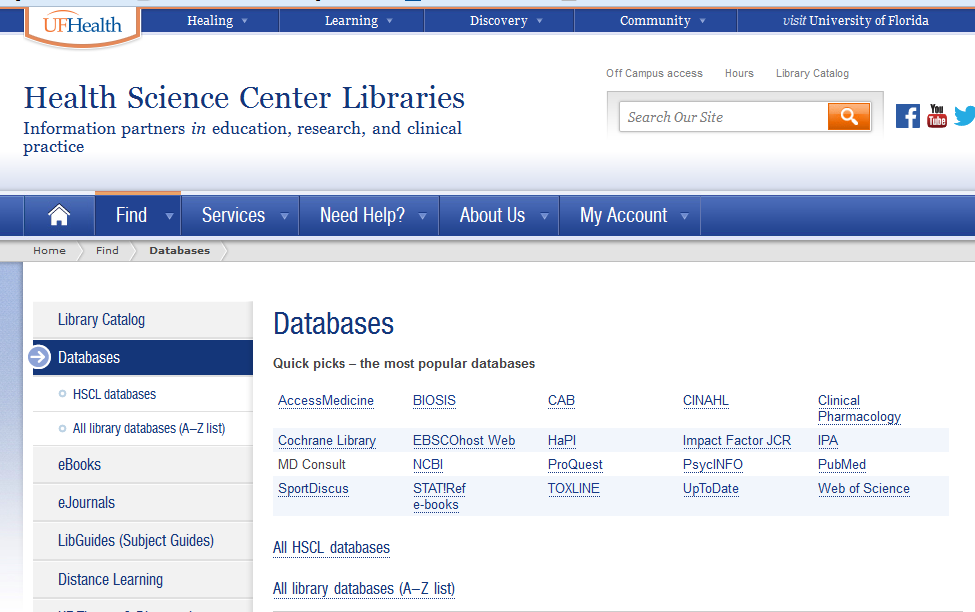 UFHealth
Healing
Learning
Discovery
Community
visit University of Florida
Off Campus access
Hours
Library Catalog
Health Science Center Libraries
Information partners in education, research, and clinical
practice
Search Our Site
You
Tube
Find
Services
Need Help?
About Us
My Account
Home
Find
Databases
Library Catalog
Databases
HSCL databases
All library databases (A–Z list)
eBooks
eJournals
LibGuides (Subject Guides)
Distance Learning
Databases
Quick picks – the most popular databases
AccessMedicine BIOSIS CAB CINAHL Clinical
Pharmacology
Cochrane Library EBSCOhost Web HaPI Impact Factor JCR IPA
MD Consult NCBI ProQuest PsycINFO PubMed
SportDiscus STAT!Ref TOXLINE UpToDate Web of Science
e-books
All HSCL databases
All library databases (A–Z list)